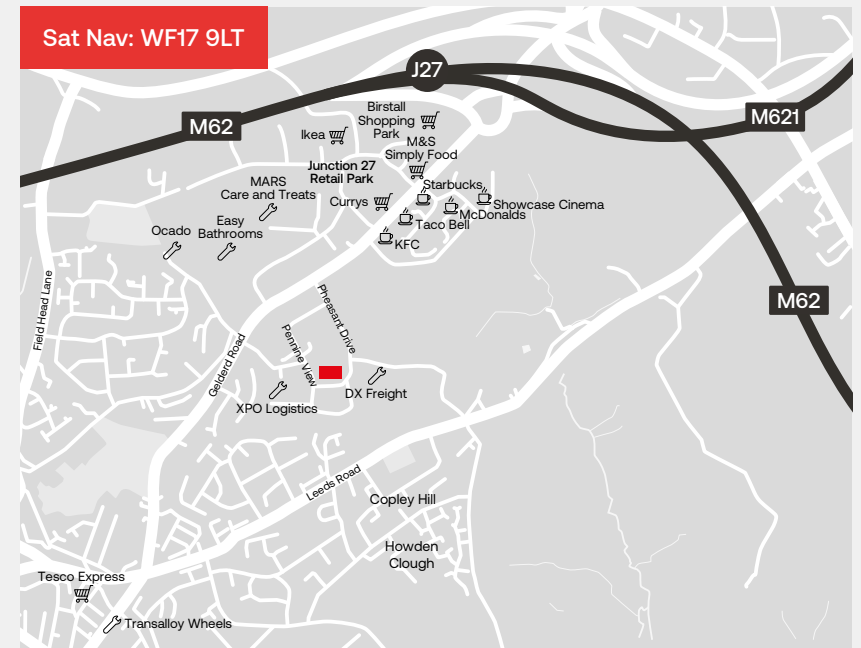 Sat Nav: WF17 9LT
J27
M62
M621
Birstall
Shopping
Park
Ikea
M&S
Simply Food
Junction 27
Retail Park
MARS
Care and Treats
Starbucks
Currys
Showcase Cinema
McDonalds
Taco Bell
Easy
Bathrooms
Ocado
KFC
M62
Field Head Lane
Pheasant Drive
Pennine View
Gelderd Road
DX Freight
XPO Logistics
Leeds Road
Copley Hill
Howden
Clough
Tesco Express
Transalloy Wheels